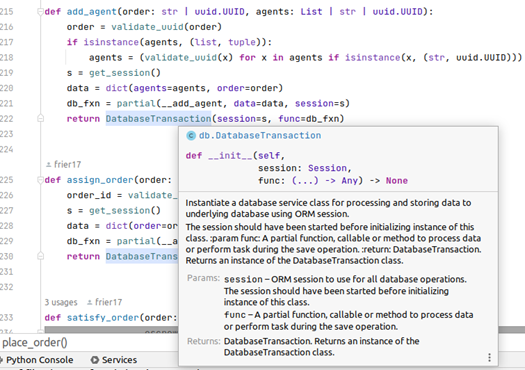 215 def add_agent(order: str | uuid.UUID, agents: List | str | uuid.UUID):
216 order = validate_uuid(order)
217 if isinstance(agents, (list, tuple)):
218 agents = (validate_uuid(x) for x in agents if isinstance(x, (str, uuid.UUID)))
219 s = get_session()
220 data = dict(agents=agents, order=order)
221 db_fxn = partial(__add_agent, data=data, session=s)
222 return DatabaseTransaction(session=s, func=db_fxn)
223
224
frier17
225 def assign_order(order:
226 order_id = validate_
227 s = get_session()
228 data = dict(order=or
229 db_fxn = partial(__a
230 return DatabaseTransa
231
232
3 usages frier17
233 def satisfy_order(order:
place_order()
Python Console Services
C db.DatabaseTransaction
def __init__(self,
session: Session,
func: (...) -> Any) -> None
Instantiate a database service class for processing and storing data to
underlying database using ORM session.
The session should have been started before initializing instance of this
class. :param func: A partial function, callable or method to process data
or perform task during the save operation. :return: DatabaseTransaction.
Returns an instance of the DatabaseTransaction class.
Params: session – ORM session to use for all database operations.
The session should have been started before initializing
instance of this class.
func – A partial function, callable or method to process data
or perform task during the save operation.
Returns: DatabaseTransaction. Returns an instance of the
DatabaseTransaction class.